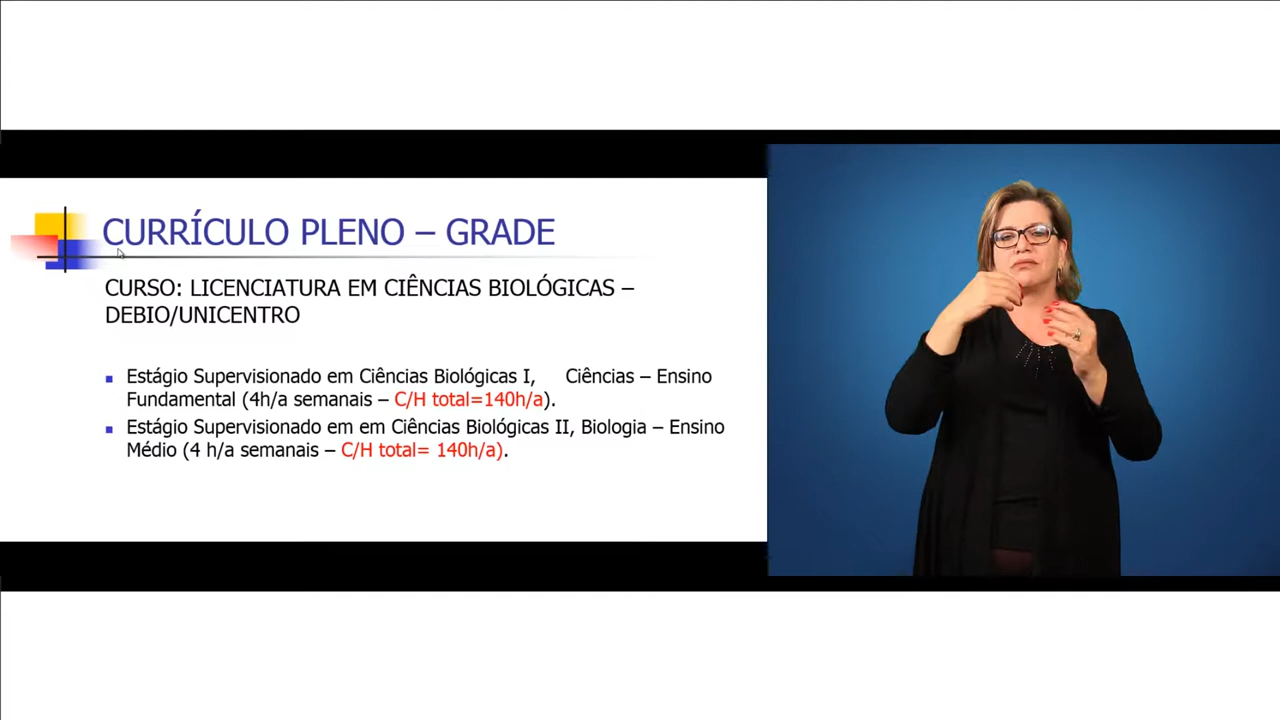 CURRÍCULO PLENO – GRADE
CURSO: LICENCIATURA EM CIÊNCIAS BIOLÓGICAS –
DEBIO/UNICENTRO
Estágio Supervisionado em Ciências Biológicas I, Ciências – Ensino
Fundamental (4h/a semanais – C/H total=140h/a).
Estágio Supervisionado em em Ciências Biológicas II, Biologia – Ensino
Médio (4 h/a semanais – C/H total= 140h/a).